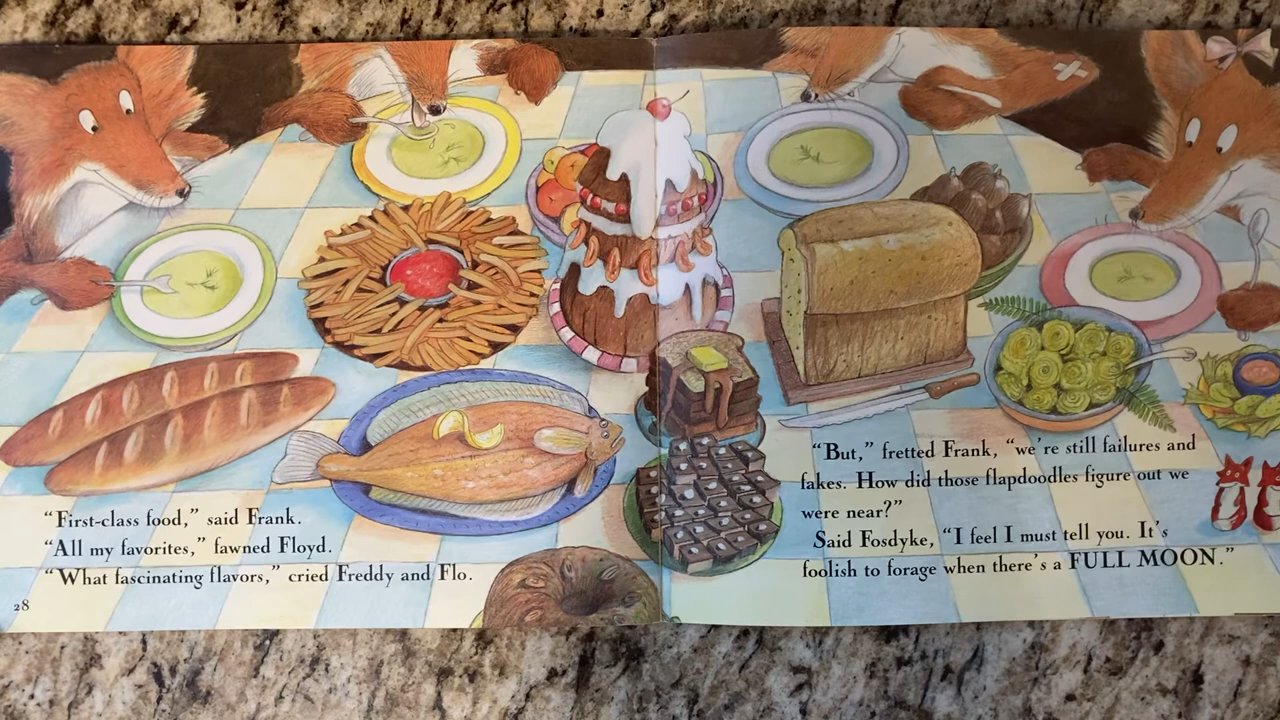 "First-class food," said Frank.
"All my favorites," fawned Floyd.
"What fascinating flavors," cried Freddy and Flo.
28
"But," fretted Frank, "we're still failures and
fakes. How did those flapdoodles figure out we
were near?"
Said Fosdyke, "I feel I must tell you. It's
foolish to forage when there's a FULL MOON."